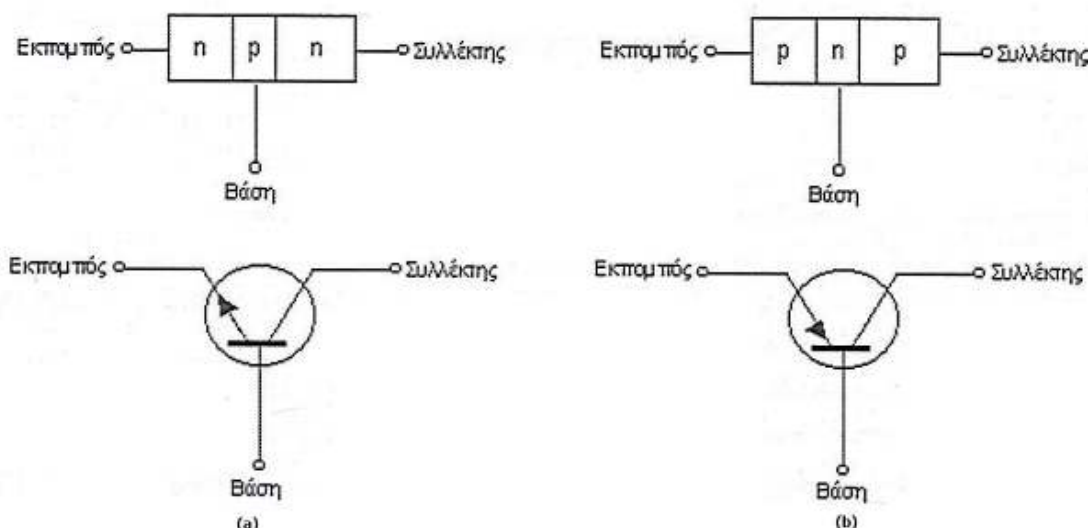 Εκπομπός n p n Συλλέκτης
Βάση
Εκπομπός Συλλέκτης
Βάση
(a)
Εκπομπός p n p Συλλέκτης
Βάση
Εκπομπός Συλλέκτης
Βάση
(b)